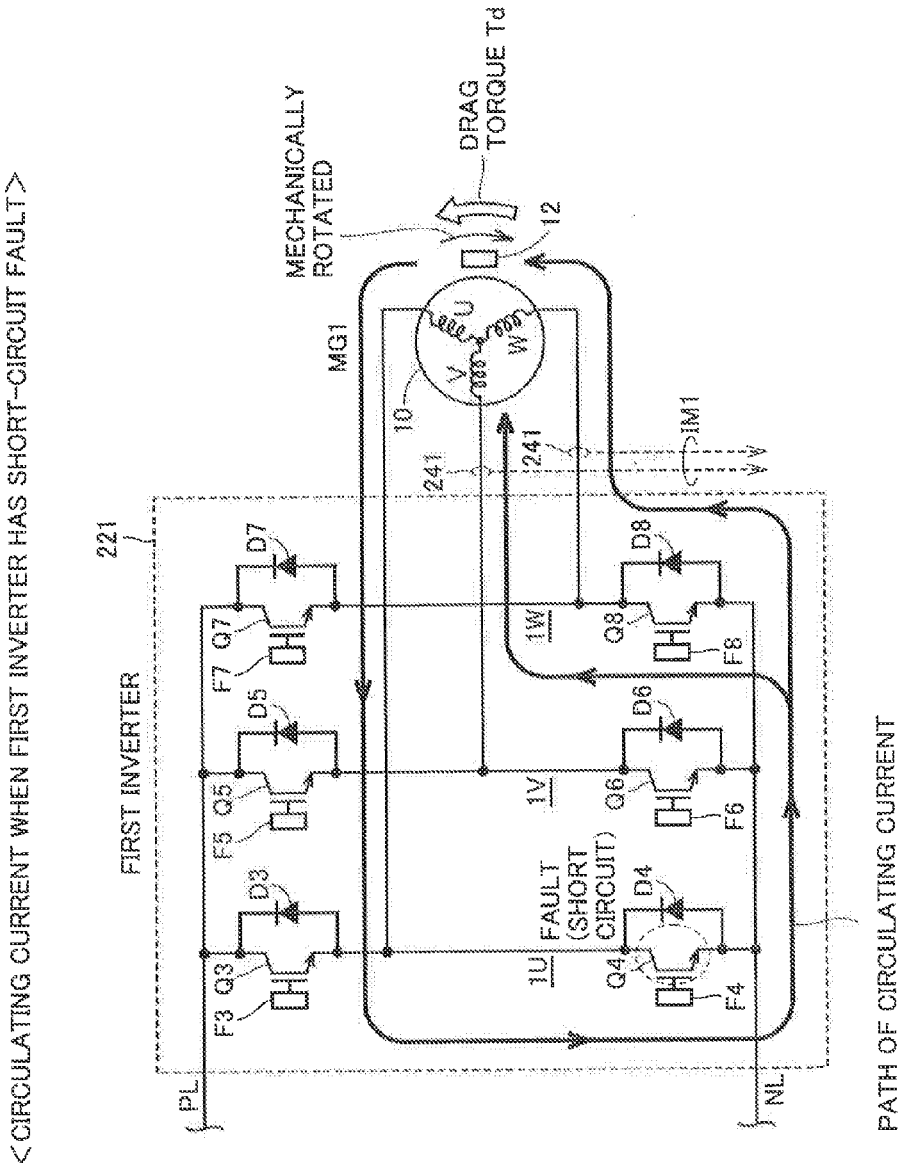 <CIRCULATING CURRENT WHEN FIRST INVERTER HAS SHORT-CIRCUIT FAULT>
FIRST INVERTER
221
MECHANICALLY
ROTATED
DRAG
TORQUE Td
MG1
12
10
U
V
W
241
241
IM1
PL
Q3
D3
F3
Q5
D5
F5
Q7
D7
F7
1U
1V
1W
FAULT
(SHORT
CIRCUIT)
Q4
D4
F4
Q6
D6
F6
Q8
D8
F8
NL
PATH OF CIRCULATING CURRENT